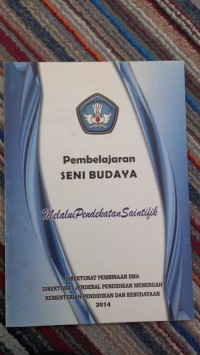 Pembelajaran
SENI BUDAYA
Melalui Pendekatan Saintifik
DIREKTORAT PEMBINAAN SMA
DIREKTORAT JENDERAL PENDIDIKAN MENENGAH
KEMENTERIAN PENDIDIKAN DAN KEBUDAYAAN
2014